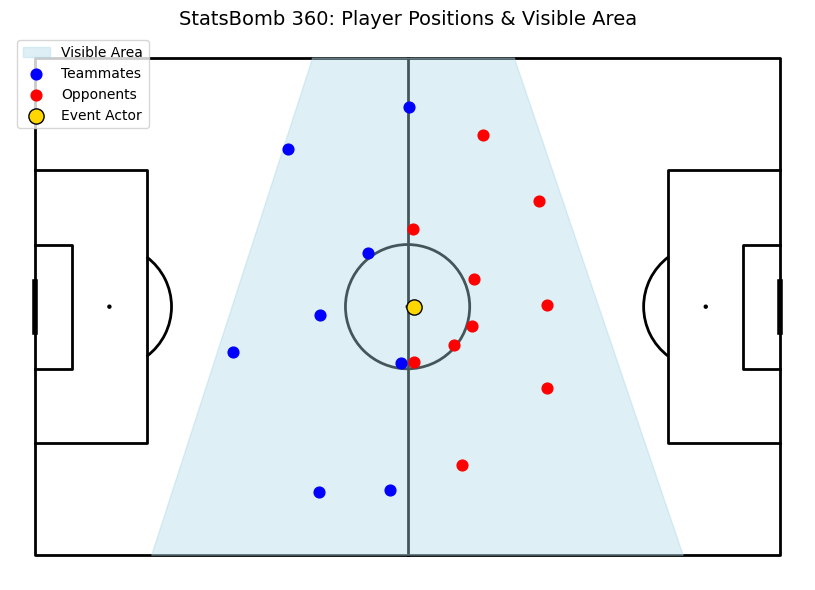 StatsBomb 360: Player Positions & Visible Area
Visible Area
Teammates
Opponents
Event Actor